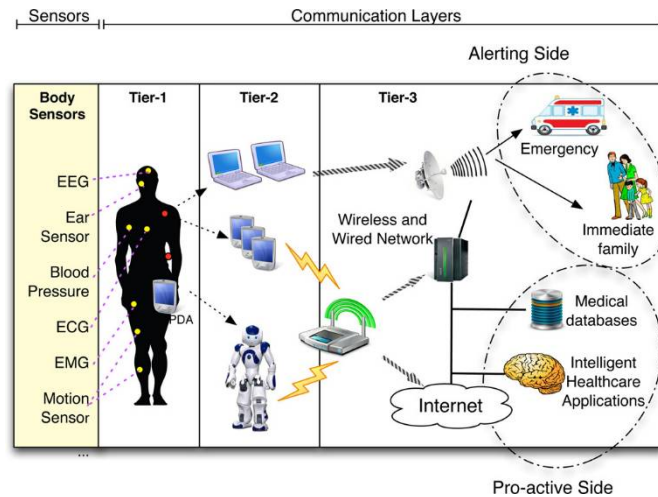 Sensors
Communication Layers
Alerting Side
Body
Sensors
Tier-1
Tier-2
Tier-3
EEG
Ear
Sensor
Blood
Pressure
ECG
EMG
Motion
Sensor
...
PDA
Wireless and
Wired Network
Emergency
Immediate
family
Medical
databases
Intelligent
Healthcare
Applications
Internet
Pro-active Side